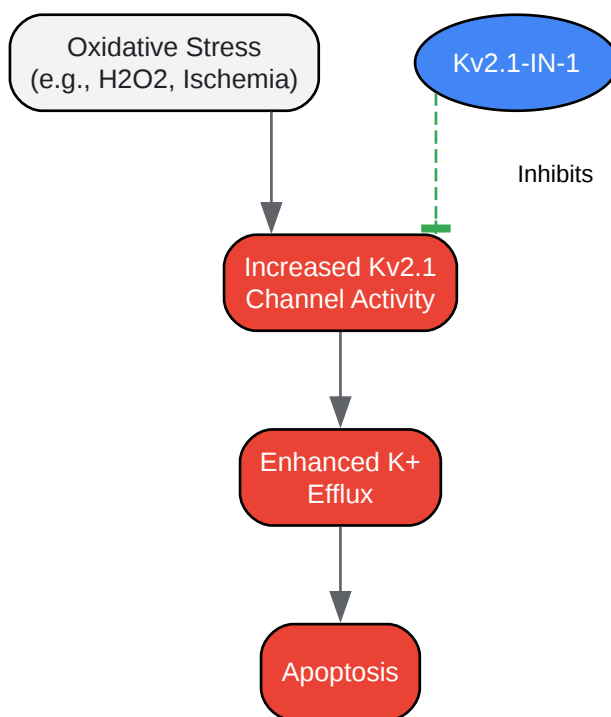 Oxidative Stress
(e.g., H2O2, Ischemia)
Kv2.1-IN-1
Inhibits
Increased Kv2.1
Channel Activity
Enhanced K+
Efflux
Apoptosis